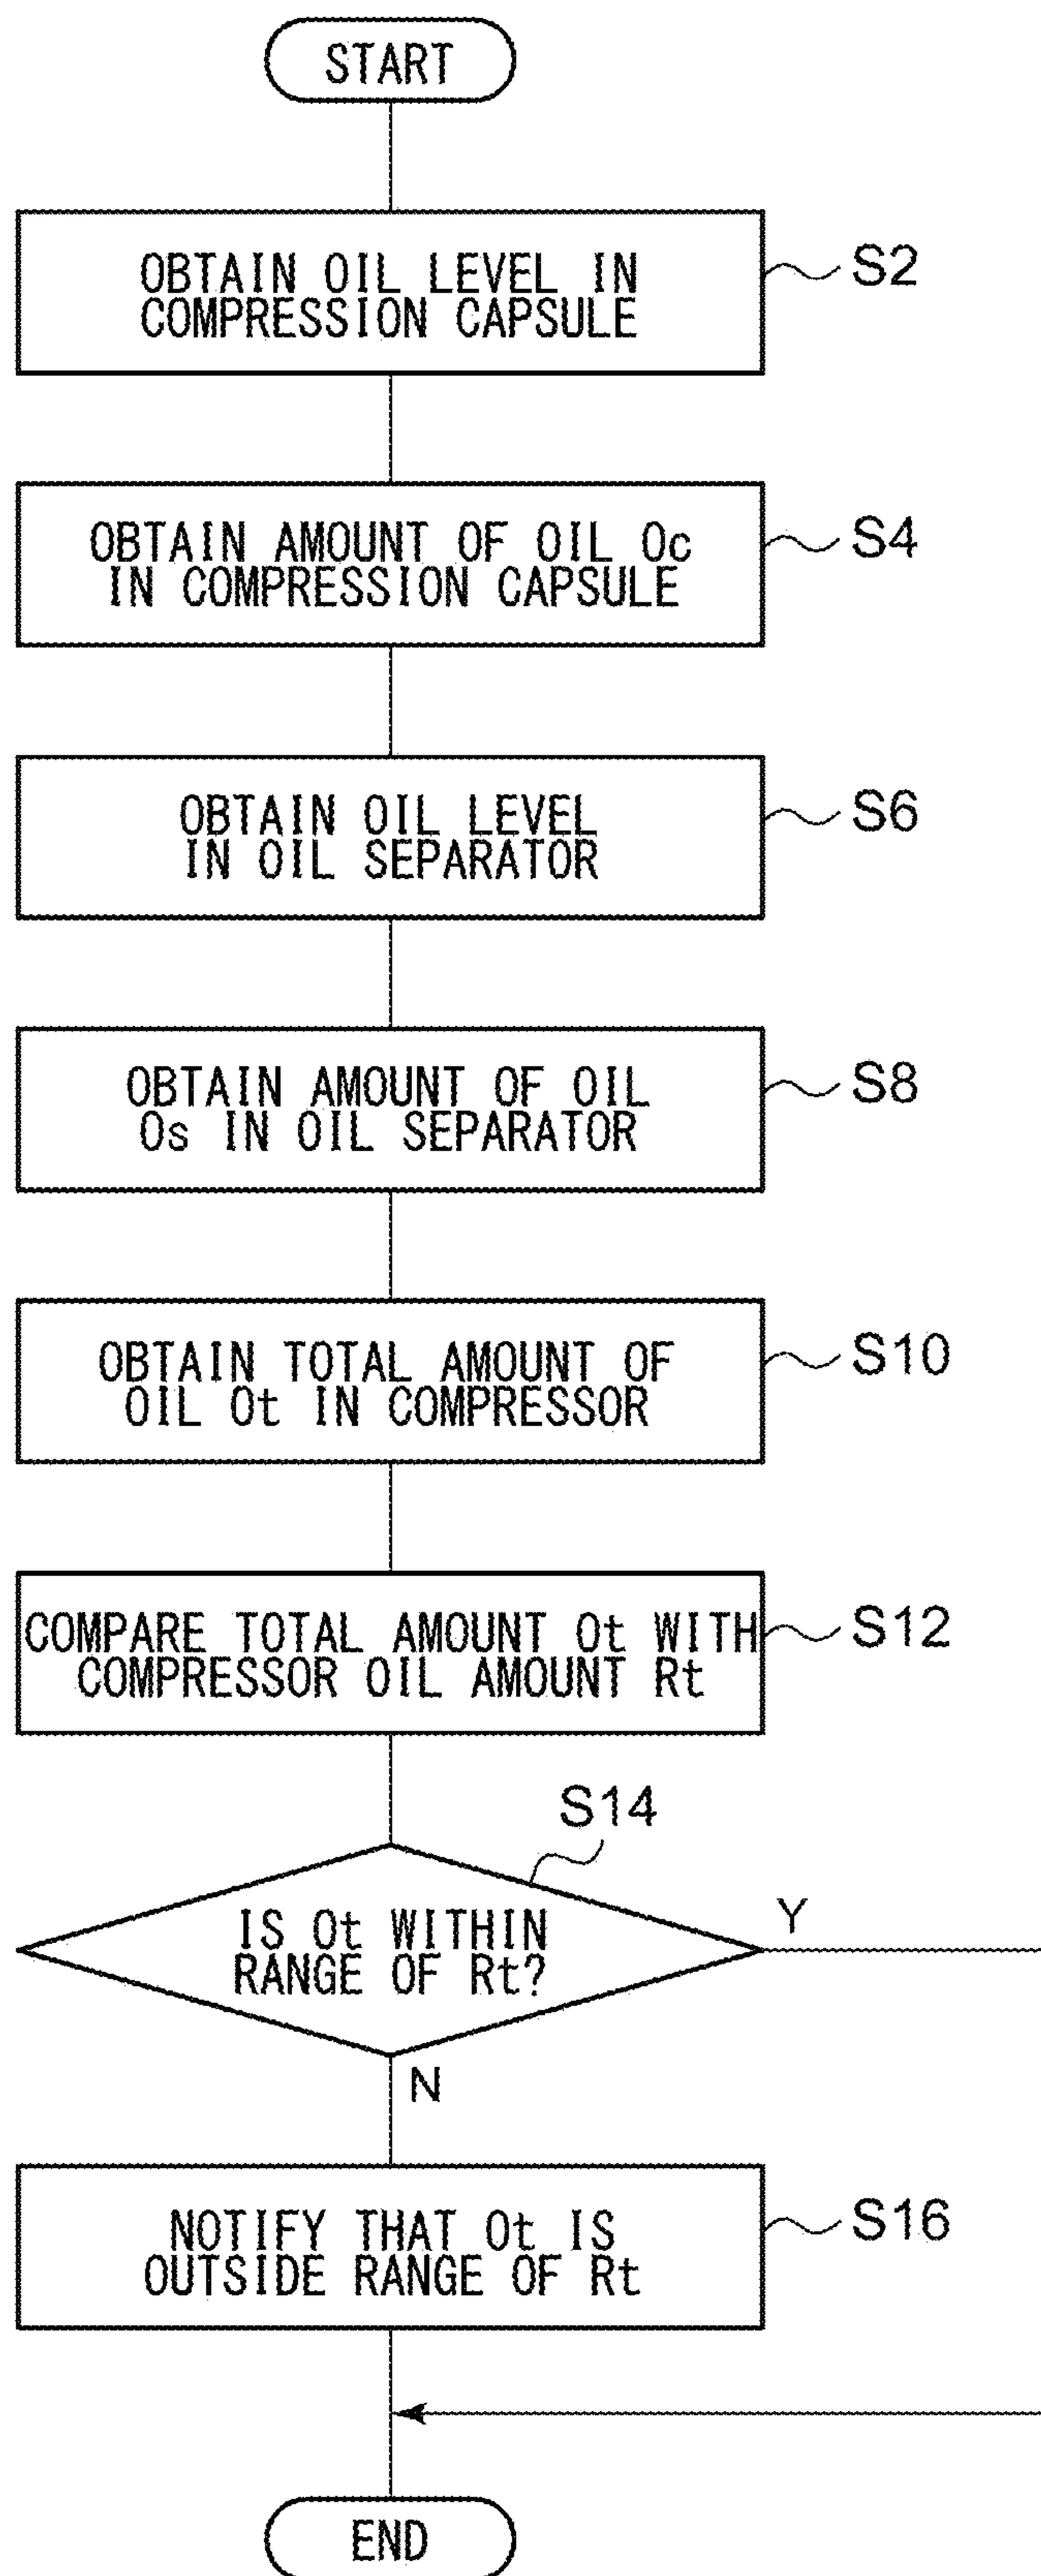 START
OBTAIN OIL LEVEL IN
COMPRESSION CAPSULE
S2
OBTAIN AMOUNT OF OIL Oc
IN COMPRESSION CAPSULE
S4
OBTAIN OIL LEVEL
IN OIL SEPARATOR
S6
OBTAIN AMOUNT OF OIL
Os IN OIL SEPARATOR
S8
OBTAIN TOTAL AMOUNT OF
OIL Ot IN COMPRESSOR
S10
COMPARE TOTAL AMOUNT Ot WITH
COMPRESSOR OIL AMOUNT Rt
S12
S14
IS Ot WITHIN
RANGE OF Rt?
Y
N
NOTIFY THAT Ot IS
OUTSIDE RANGE OF Rt
S16
END